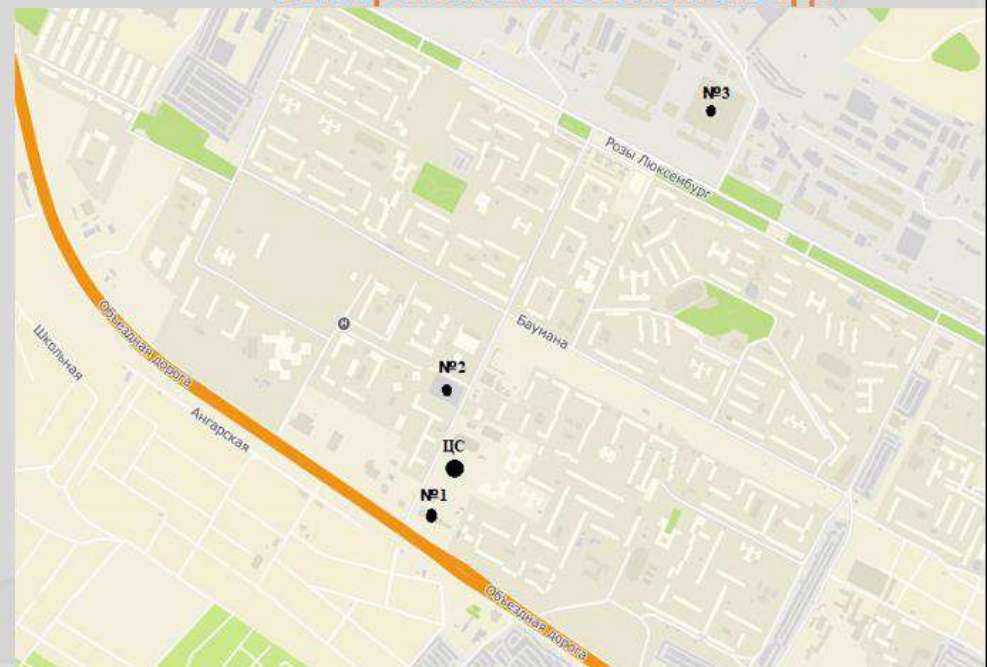 №3
Розы Люксембург
Баумана
Объездная дорога
Школьная
№2
Ангарская
ЦС
№1
Объездная дорога